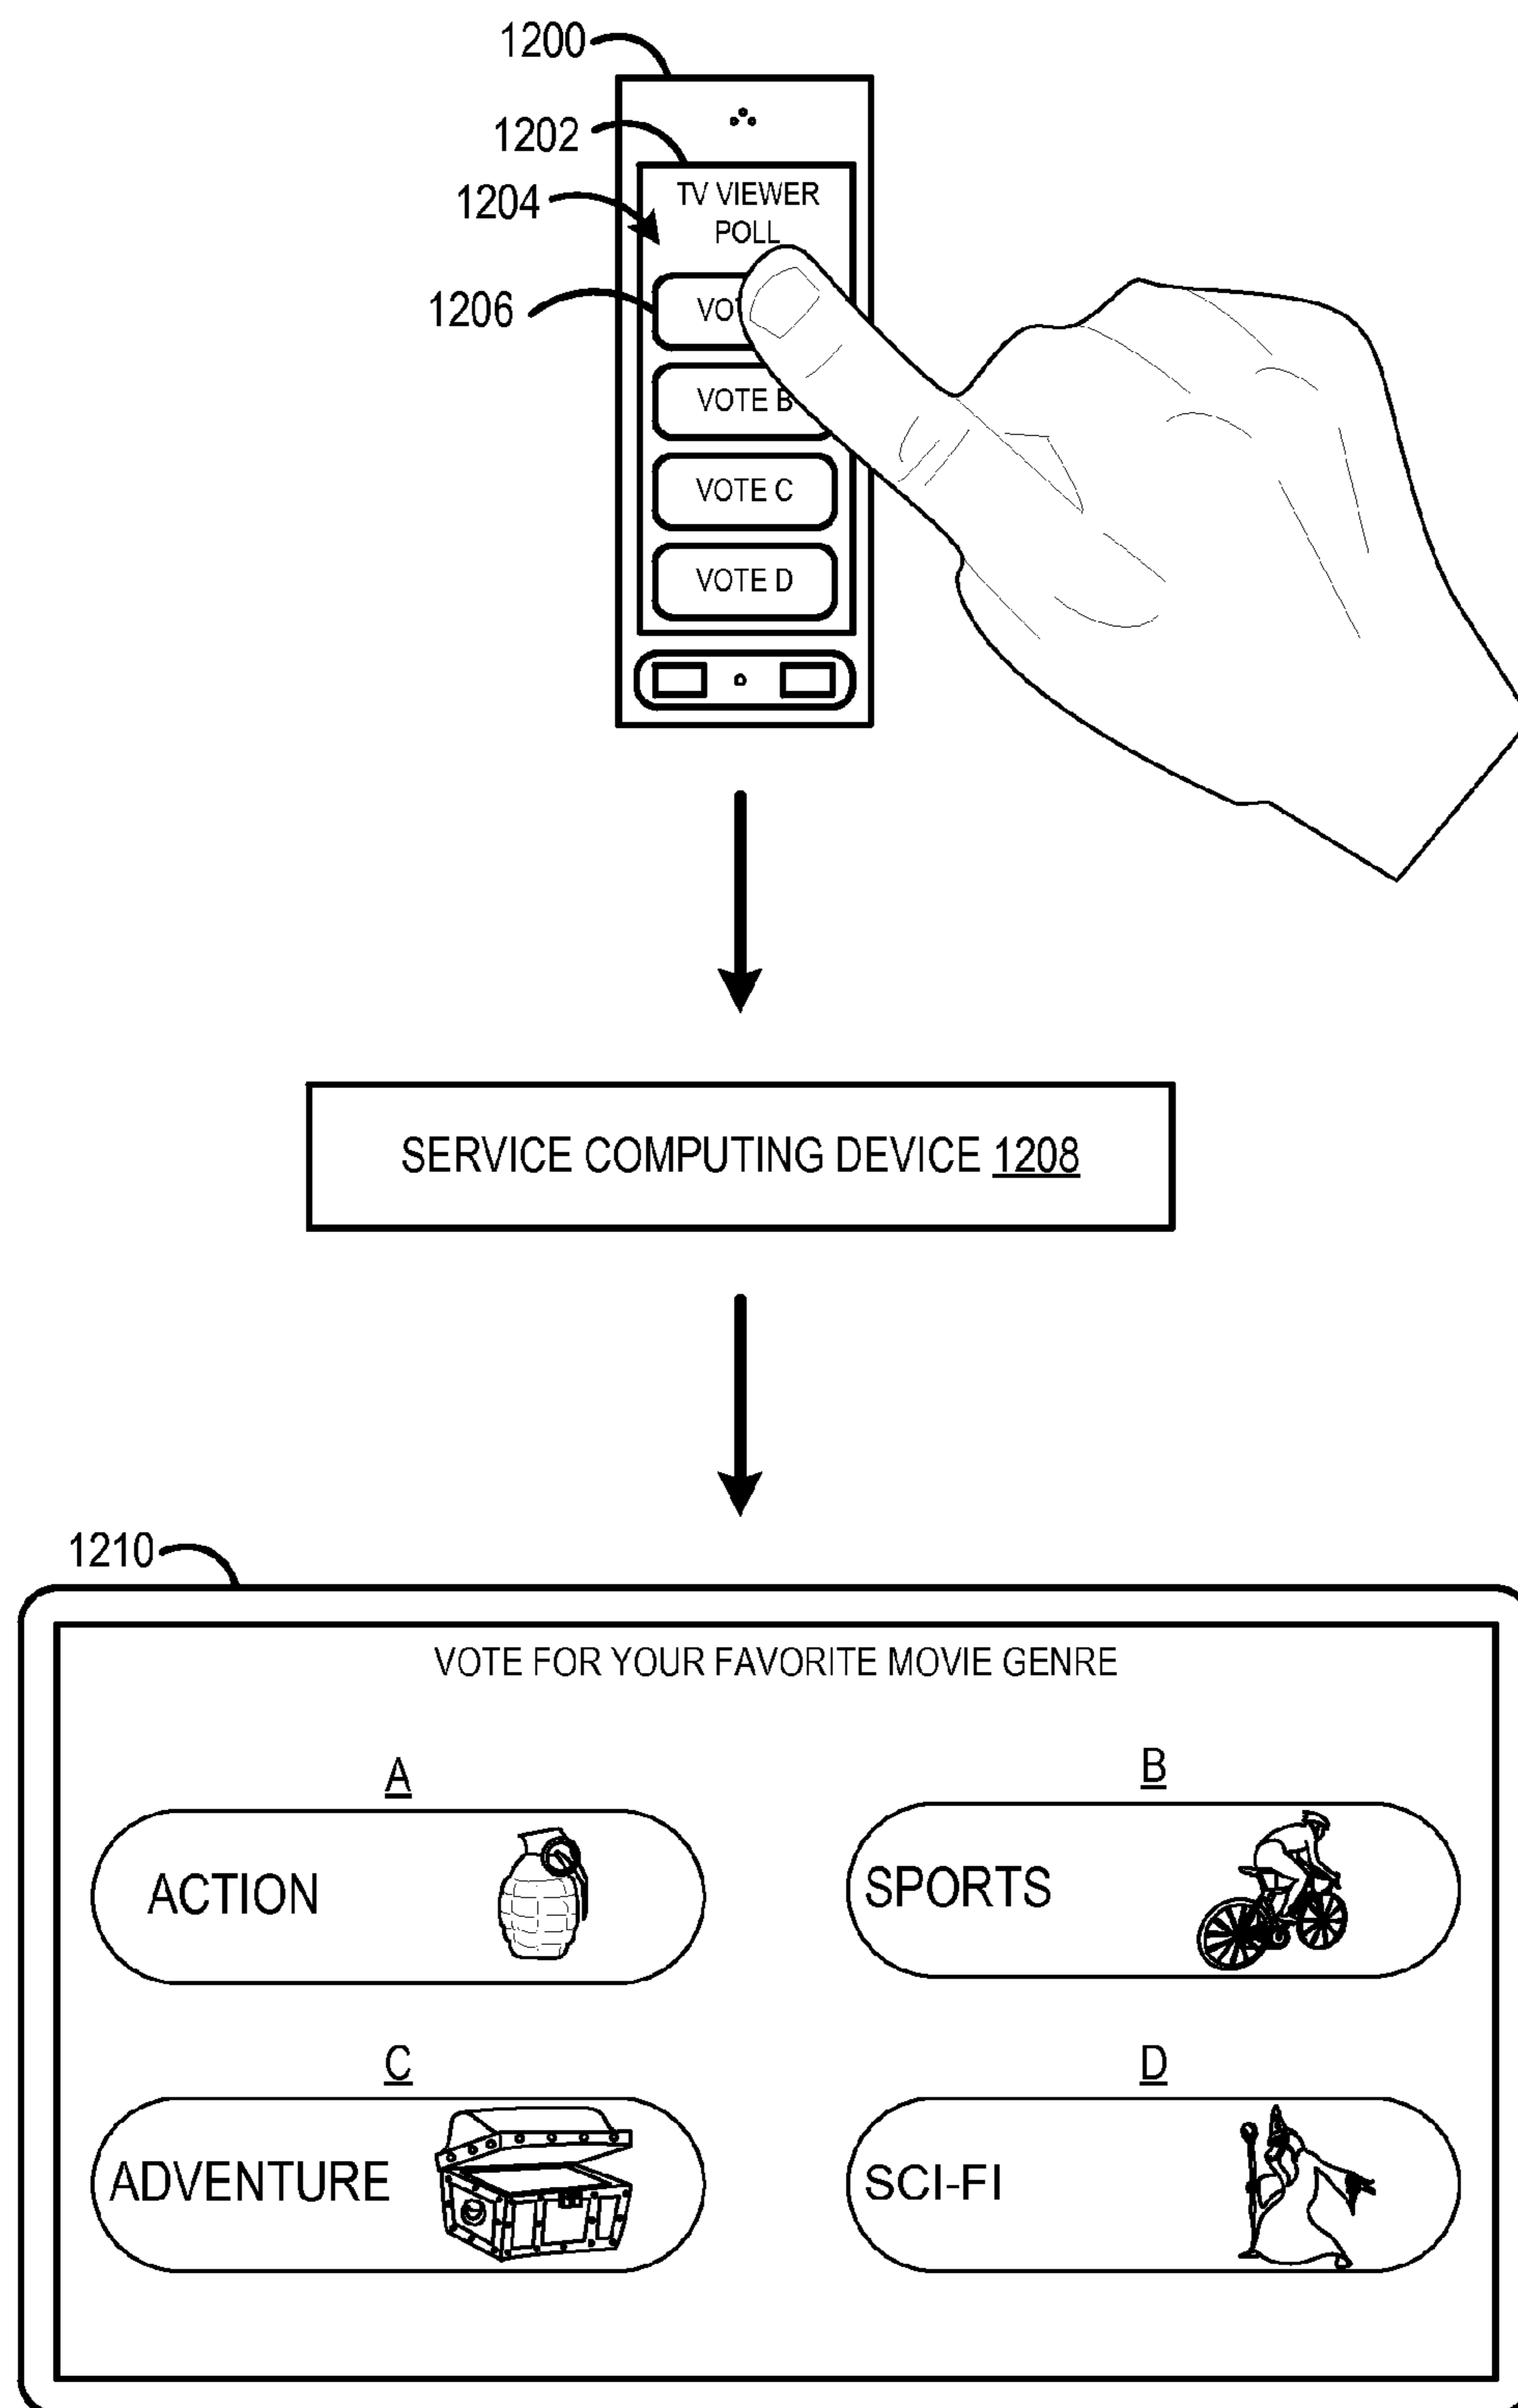 1200
1202
1204
TV VIEWER
POLL
1206
VOTE B
VOTE C
VOTE D
SERVICE COMPUTING DEVICE 1208
1210
VOTE FOR YOUR FAVORITE MOVIE GENRE
A
B
ACTION
SPORTS
C
D
ADVENTURE
SCI-FI